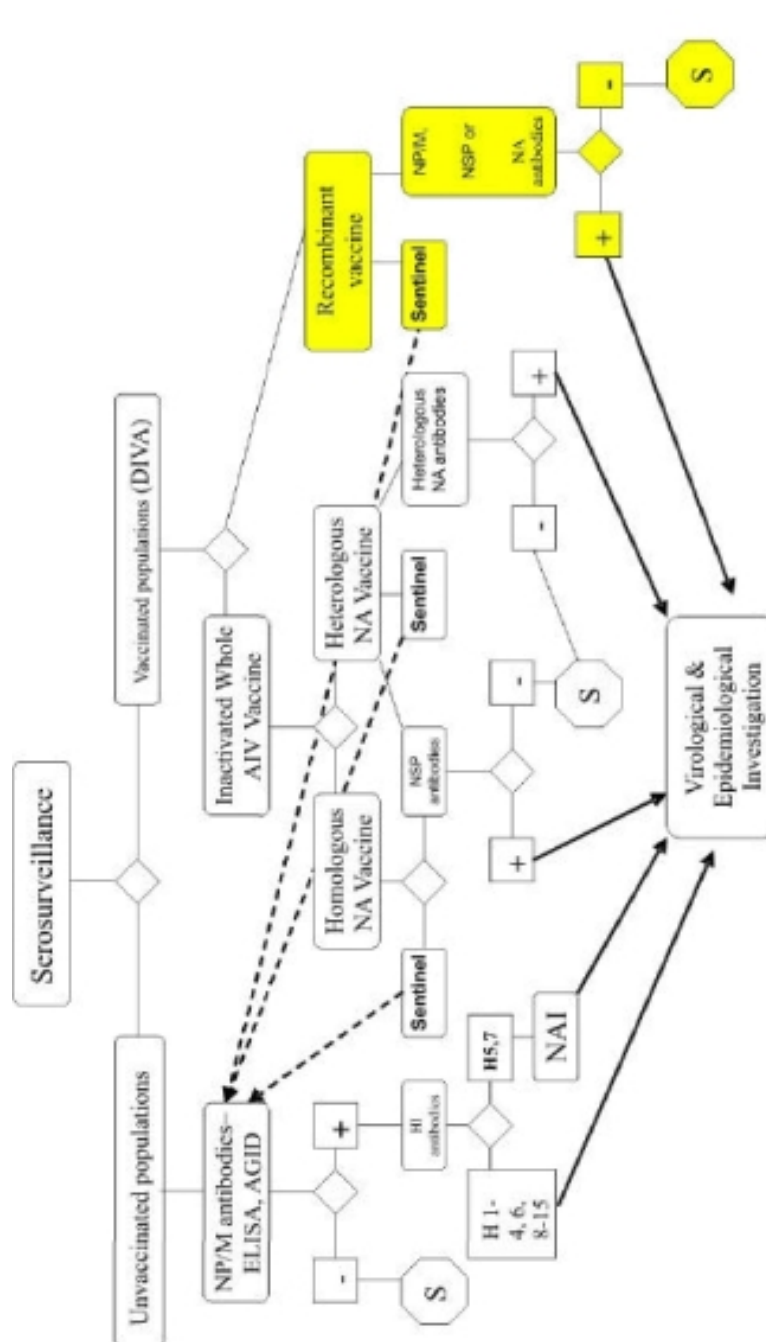 Serosurveillance
Unvaccinated populations
Vaccinated populations (DIVA)
NP/M antibodies–
ELISA, AGID
Inactivated Whole
AIV Vaccine
Recombinant
vaccine
Homologous
NA Vaccine
Heterologous
NA Vaccine
Sentinel
NP/M,
NSP or
NA
antibodies
-
+
Sentinel
NSP
antibodies
Sentinel
Heterologous
NA antibodies
+
-
S
HI
antibodies
+
-
-
+
S
S
H 1-
4, 6,
8-15
H5,7
NAI
Virological &
Epidemiological
Investigation